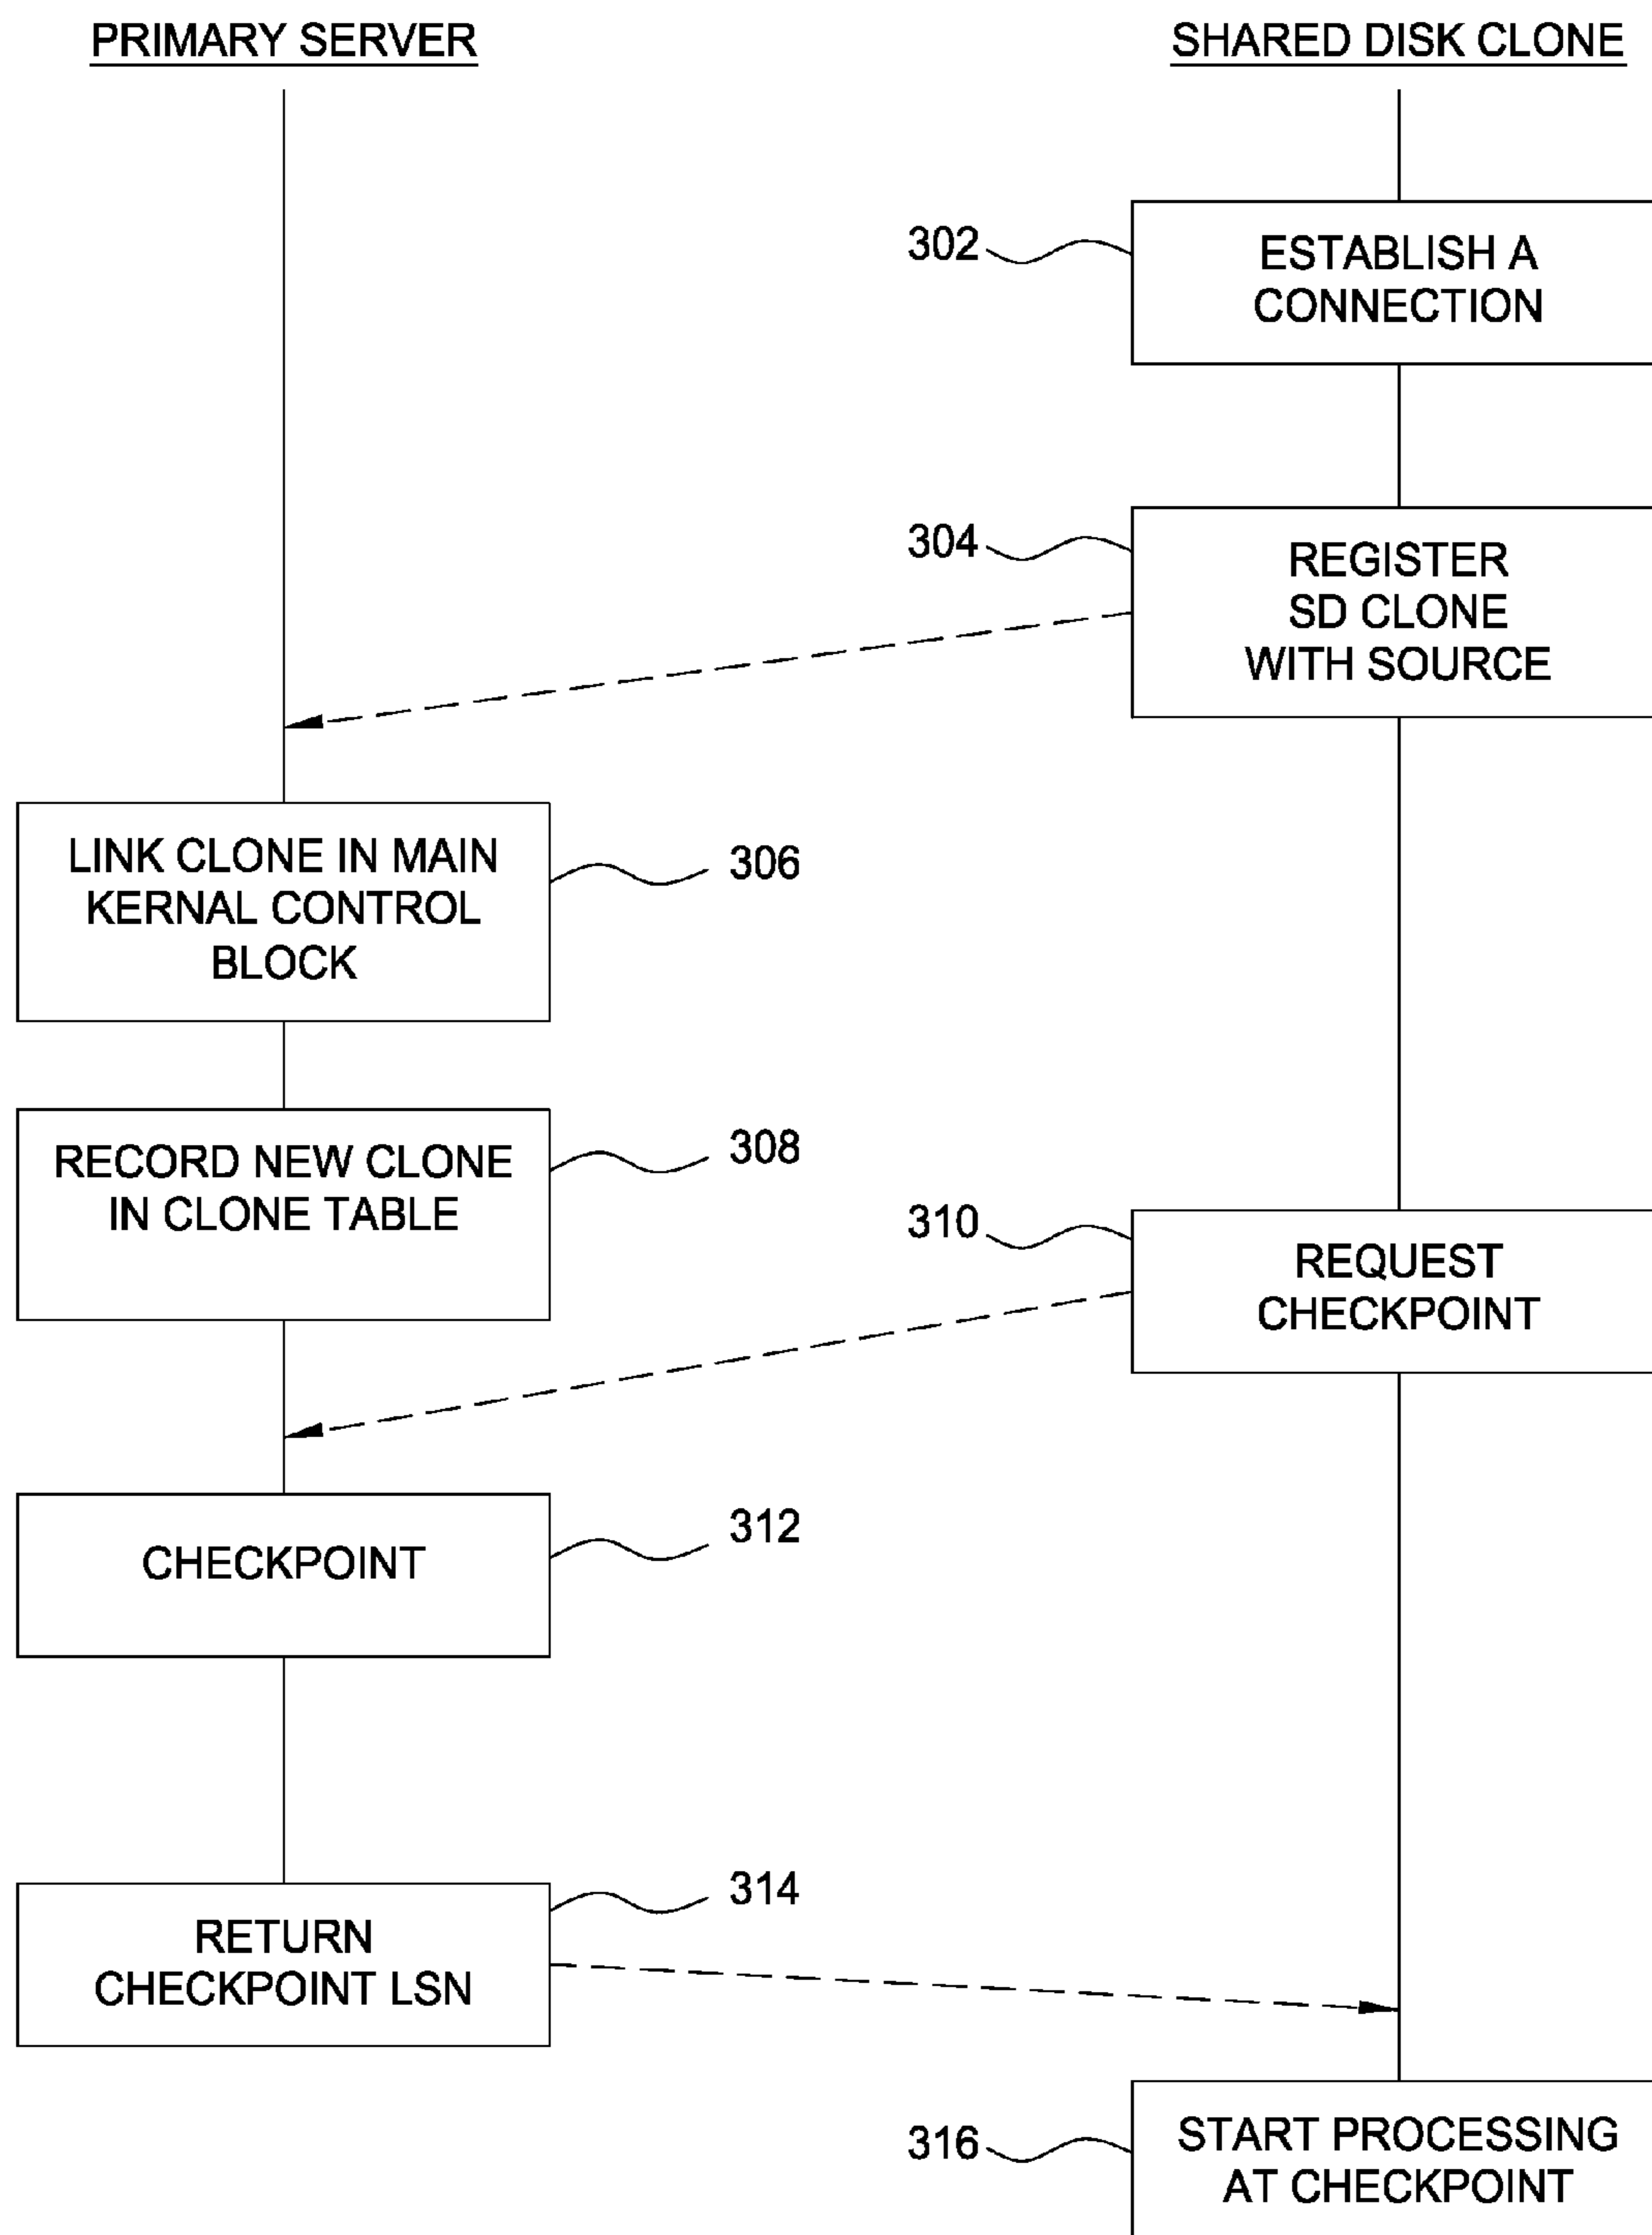 PRIMARY SERVER
SHARED DISK CLONE
302
ESTABLISH A
CONNECTION
304
REGISTER
SD CLONE
WITH SOURCE
LINK CLONE IN MAIN
KERNAL CONTROL
BLOCK
306
RECORD NEW CLONE
IN CLONE TABLE
308
310
REQUEST
CHECKPOINT
CHECKPOINT
312
RETURN
CHECKPOINT LSN
314
316
START PROCESSING
AT CHECKPOINT